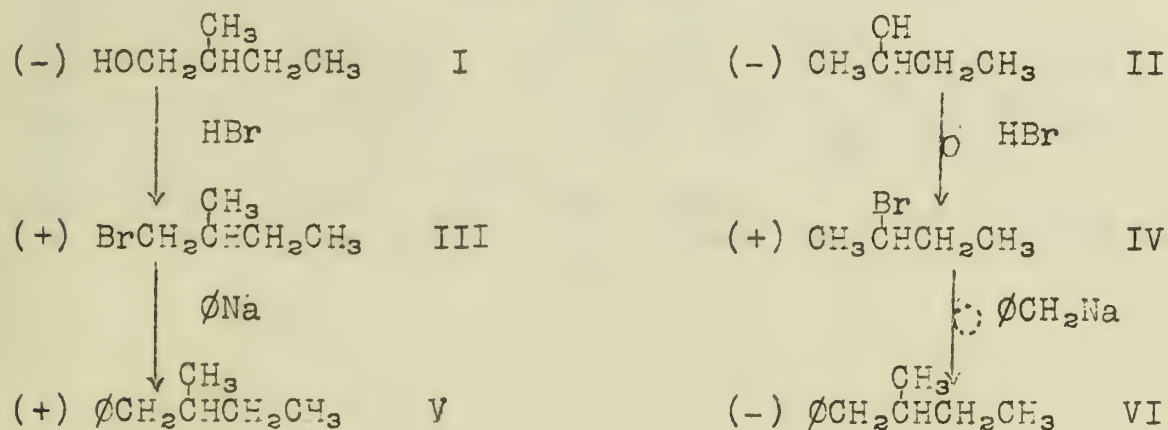 CH₃ OH
(-) HOCH₂CHCH₂CH₃ I (-) CH₃CHCH₂CH₃ II
HBr HBr
CH₃ Br
(+) BrCH₂CHCH₂CH₃ III (+) CH₃CHCH₂CH₃ IV
ØNa ØCH₂Na
CH₃ CH₃
(+) ØCH₂CHCH₂CH₃ V (-) ØCH₂CHCH₂CH₃ VI